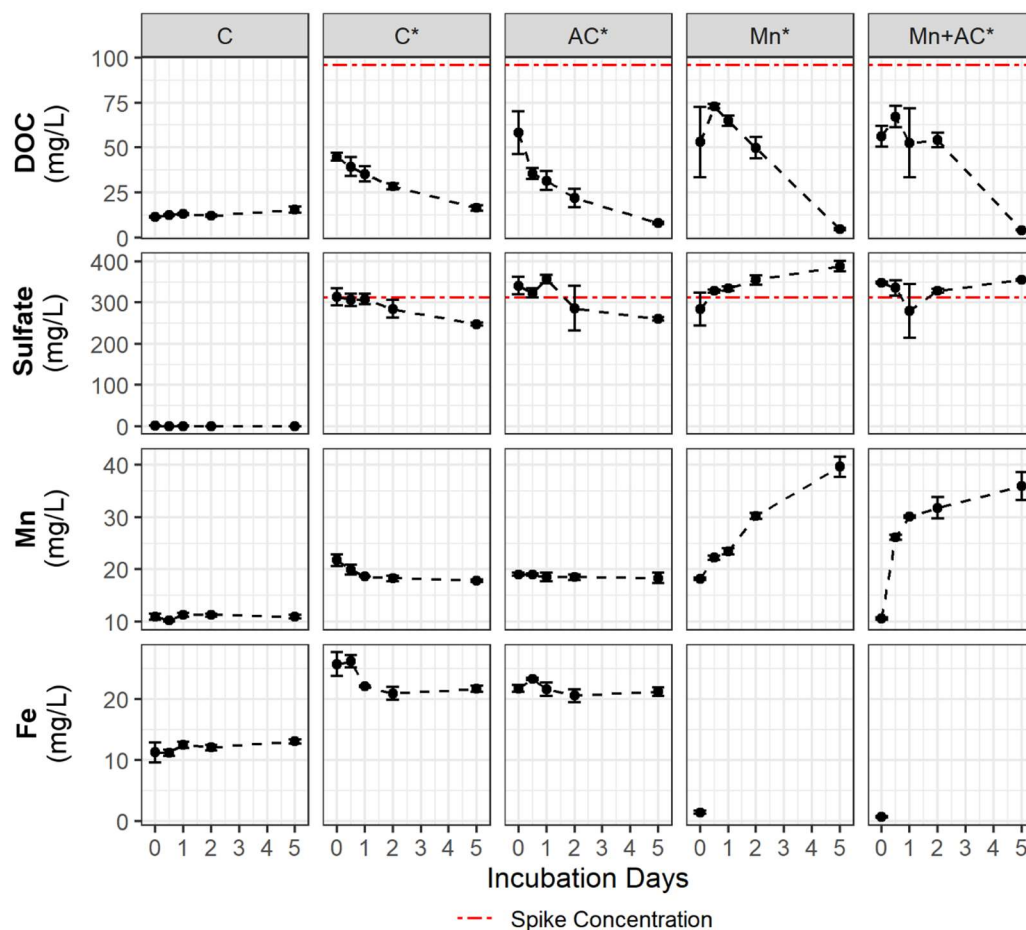 C C* AC* Mn* Mn+AC*
DOC
(mg/L)
100
75
50
25
0
Sulfate
(mg/L)
400
300
200
100
0
Mn
(mg/L)
40
30
20
10
Fe
(mg/L)
20
10
0
0 1 2 3 4 5 0 1 2 3 4 5 0 1 2 3 4 5 0 1 2 3 4 5 0 1 2 3 4 5
Incubation Days
Spike Concentration